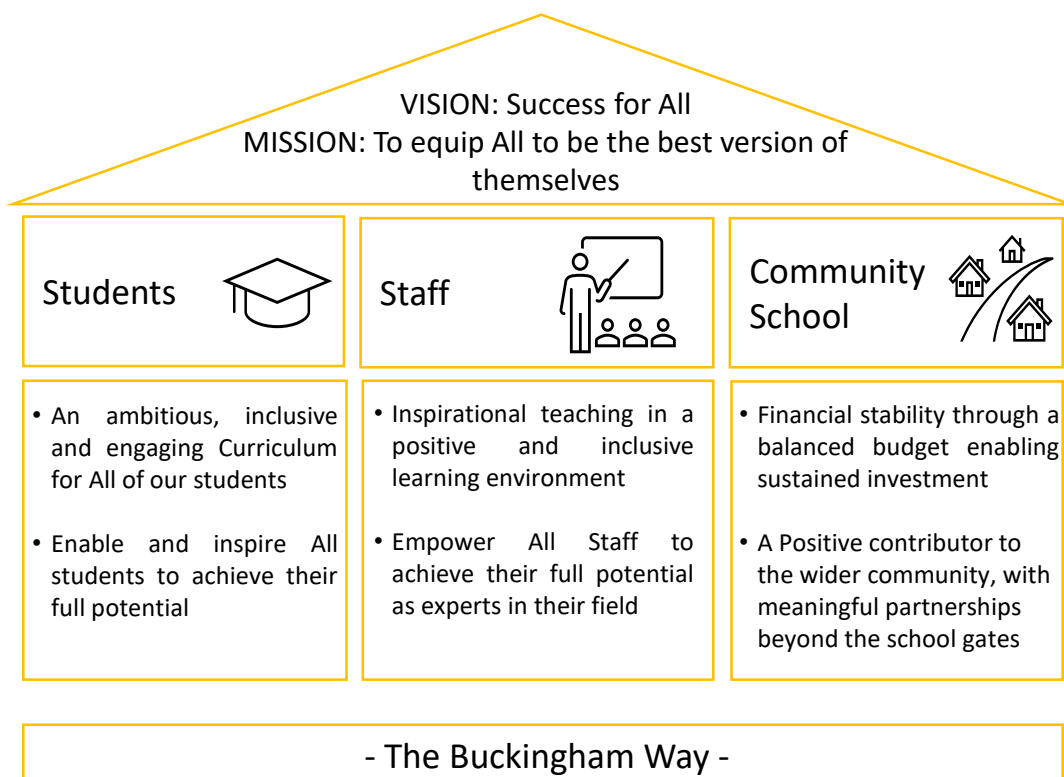 VISION: Success for All
MISSION: To equip All to be the best version of
themselves
Students
Staff
Community
School
• An ambitious, inclusive
and engaging Curriculum
for All of our students
• Enable and inspire All
students to achieve their
full potential
• Inspirational teaching in a
positive and inclusive
learning environment
• Empower All Staff to
achieve their full potential
as experts in their field
• Financial stability through a
balanced budget enabling
sustained investment
• A Positive contributor to
the wider community, with
meaningful partnerships
beyond the school gates
- The Buckingham Way -